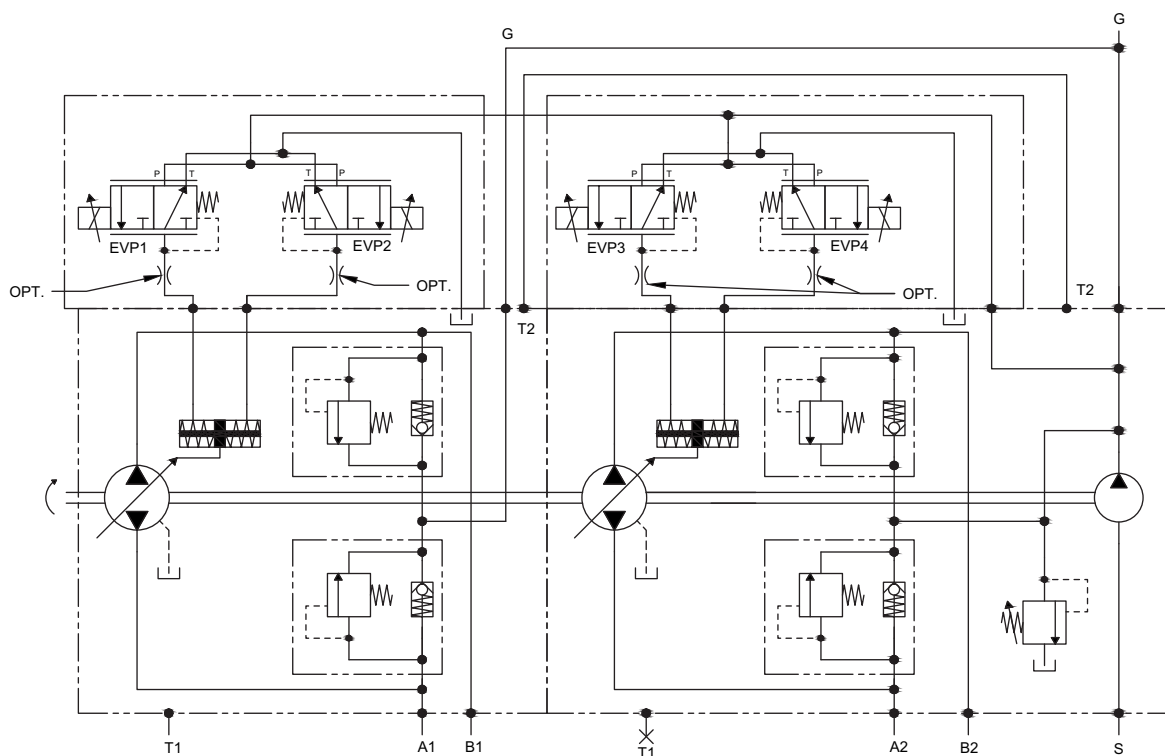 G
G
P T
T P
P T
T P
EVP1
EVP2
EVP3
EVP4
OPT.
OPT.
OPT.
T2
T2
T1
A1
B1
T1
A2
B2
S